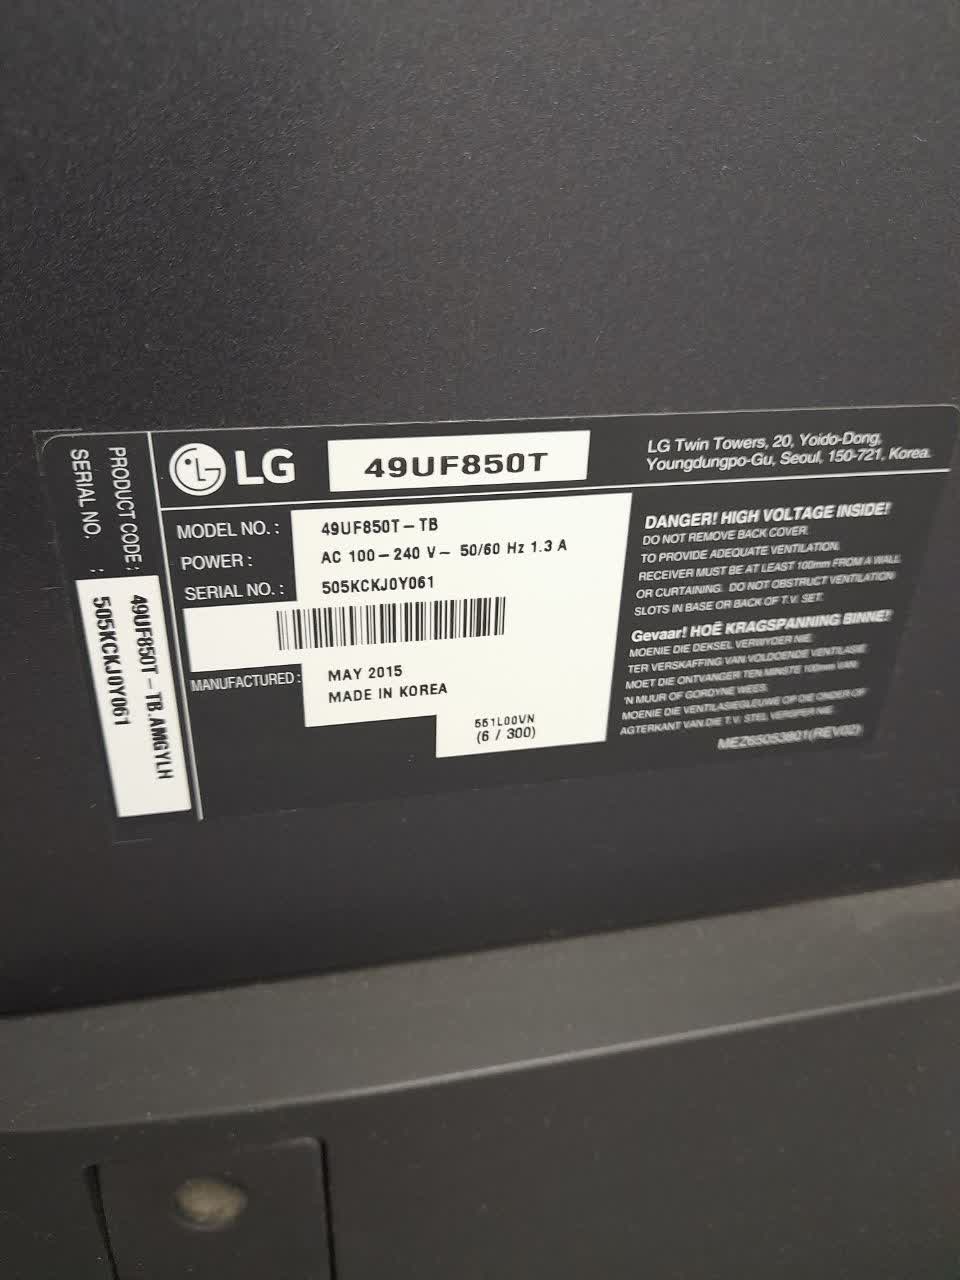 LG
49UF850T
LG Twin Towers, 20, Yoido-Dong,
Youngdungpo-Gu, Seoul, 150-721, Korea.
MODEL NO. : 49UF850T-TB
POWER : AC 100-240 V~ 50/60 Hz 1.3 A
SERIAL NO. : 505KCKJ0Y061
MANUFACTURED : MAY 2015
MADE IN KOREA
551L00VN
(6 / 300)
DANGER! HIGH VOLTAGE INSIDE!
DO NOT REMOVE BACK COVER.
TO PROVIDE ADEQUATE VENTILATION,
RECEIVER MUST BE AT LEAST 100mm FROM A WALL
OR CURTAINING. DO NOT OBSTRUCT VENTILATION
SLOTS IN BASE OR BACK OF T.V. SET.
Gevaar! HOË KRAGSPANNING BINNE!
MOENIE DIE DEKSEL VERWYDER NIE.
TER VERSKAFFING VAN VOLDOENDE VENTILASIE
MOET DIE ONTVANGER TEN MINSTE 100mm VAN
'N MUUR OF GORDYNE WEES.
MOENIE DIE VENTILASIEGLEUWE OP DIE ONDER OF
AGTERKANT VAN DIE T.V. STEL VERSPER NIE.
MEZ65053801(REV02)
PRODUCT CODE : 49UF850T-TB.AMGYLH
SERIAL NO. : 505KCKJ0Y061